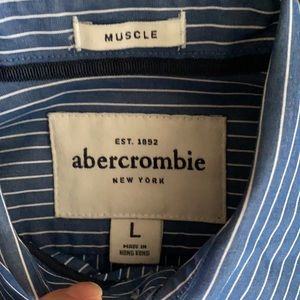 MUSCLE
EST. 1892
abercrombie
NEW YORK
L
MADE IN
HONG KONG